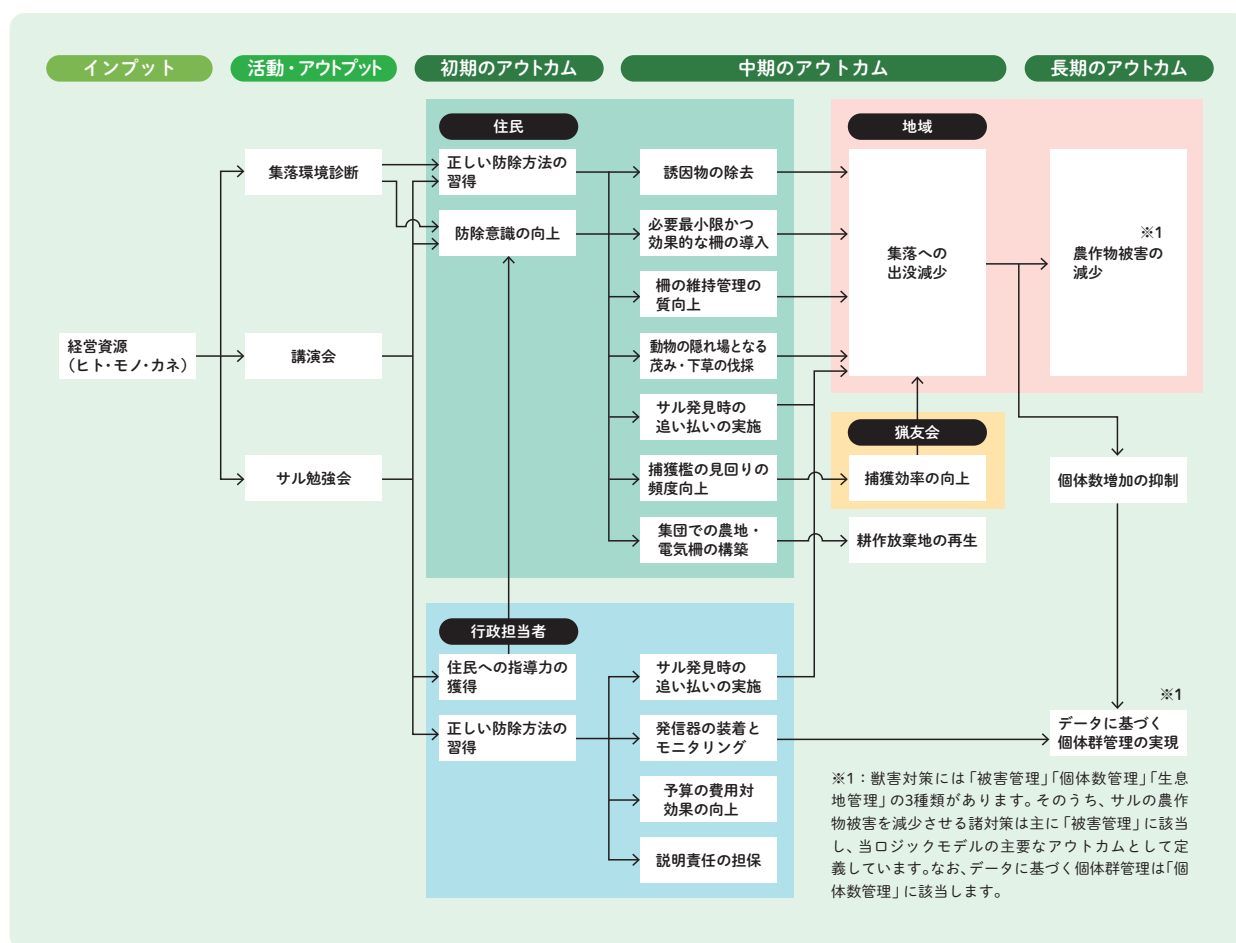 インプット
活動・アウトプット
初期のアウトカム
中期のアウトカム
長期のアウトカム
経営資源
（ヒト・モノ・カネ）
集落環境診断
講演会
サル勉強会
住民
正しい防除方法の
習得
防除意識の向上
誘因物の除去
必要最小限かつ
効果的な柵の導入
柵の維持管理の
質向上
動物の隠れ場となる
茂み・下草の伐採
サル発見時の
追い払いの実施
捕獲檻の見回りの
頻度向上
集団での農地・
電気柵の構築
行政担当者
住民への指導力の
獲得
正しい防除方法の
習得
サル発見時の
追い払いの実施
発信器の装着と
モニタリング
予算の費用対
効果の向上
説明責任の担保
地域
集落への
出没減少
猟友会
捕獲効率の向上
耕作放棄地の再生
※1
農作物被害の
減少
個体数増加の抑制
※1
データに基づく
個体群管理の実現
※1：獣害対策には「被害管理」「個体数管理」「生息
地管理」の3種類があります。そのうち、サルの農作
物被害を減少させる諸対策は主に「被害管理」に該当
し、当ロジックモデルの主要なアウトカムとして定
義しています。なお、データに基づく個体群管理は「個
体数管理」に該当します。